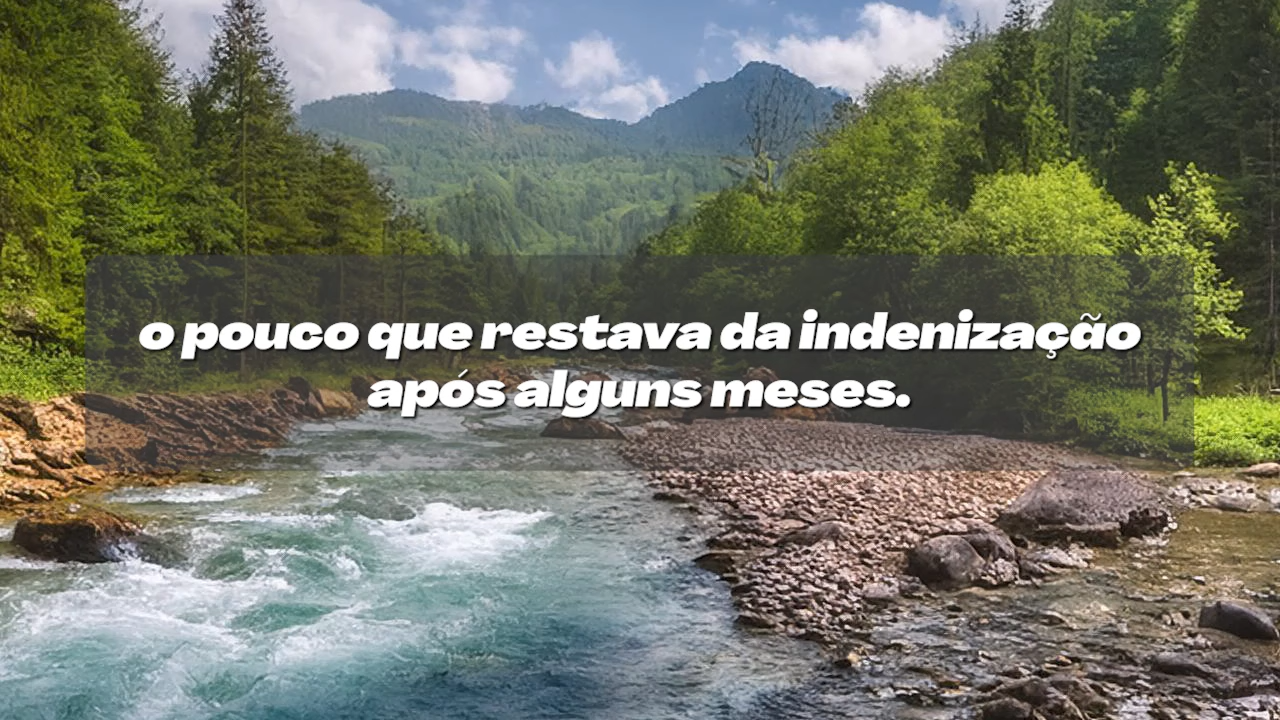 o pouco que restava da indenização
após alguns meses.